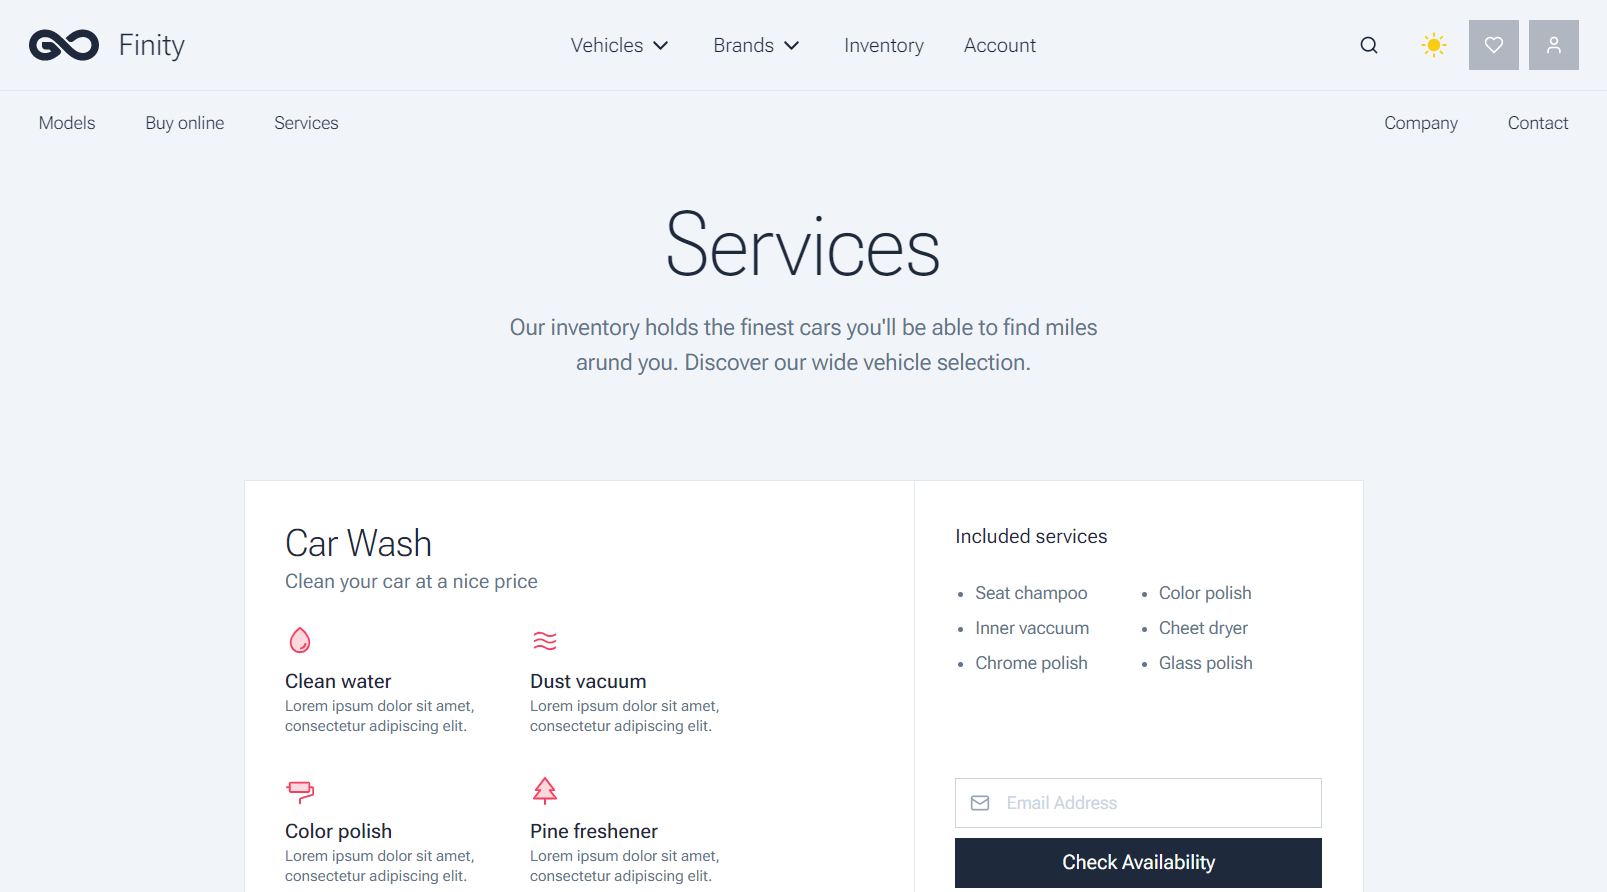 Finity
Vehicles
Brands
Inventory
Account
Models
Buy online
Services
Company
Contact
Services
Our inventory holds the finest cars you'll be able to find miles
arund you. Discover our wide vehicle selection.
Car Wash
Clean your car at a nice price
Clean water
Lorem ipsum dolor sit amet,
consectetur adipiscing elit.
Dust vacuum
Lorem ipsum dolor sit amet,
consectetur adipiscing elit.
Color polish
Lorem ipsum dolor sit amet,
consectetur adipiscing elit.
Pine freshener
Lorem ipsum dolor sit amet,
consectetur adipiscing elit.
Included services
Seat champoo
Inner vaccuum
Chrome polish
Color polish
Cheet dryer
Glass polish
Email Address
Check Availability